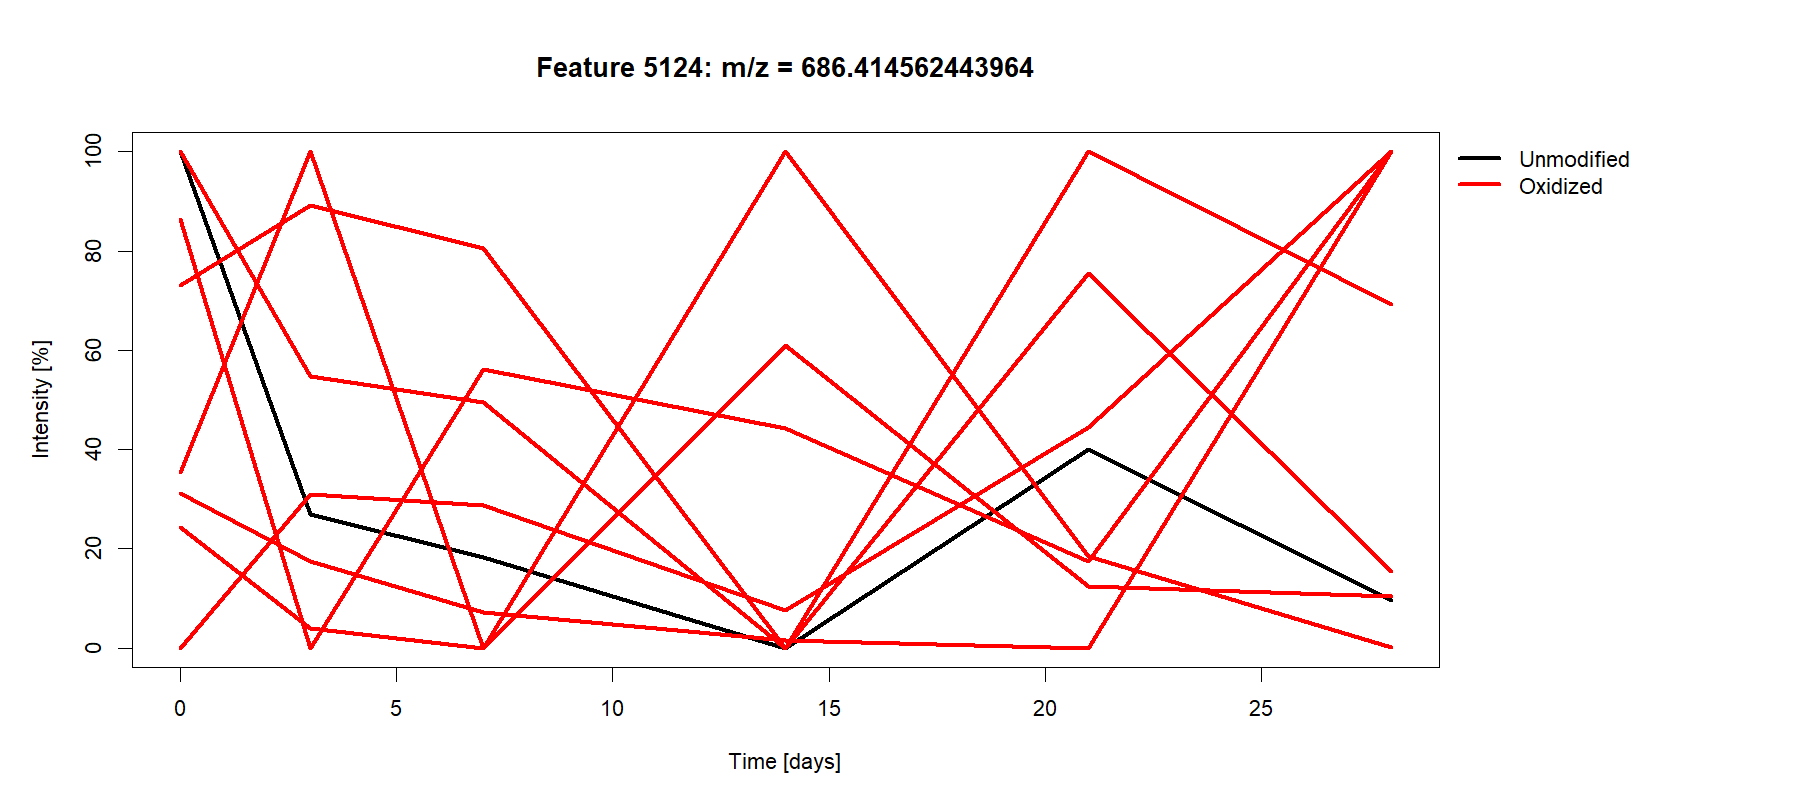 Feature 5124: m/z = 686.414562443964
Unmodified
Oxidized
100
80
60
40
20
0
Intensity [%]
0 5 10 15 20 25
Time [days]